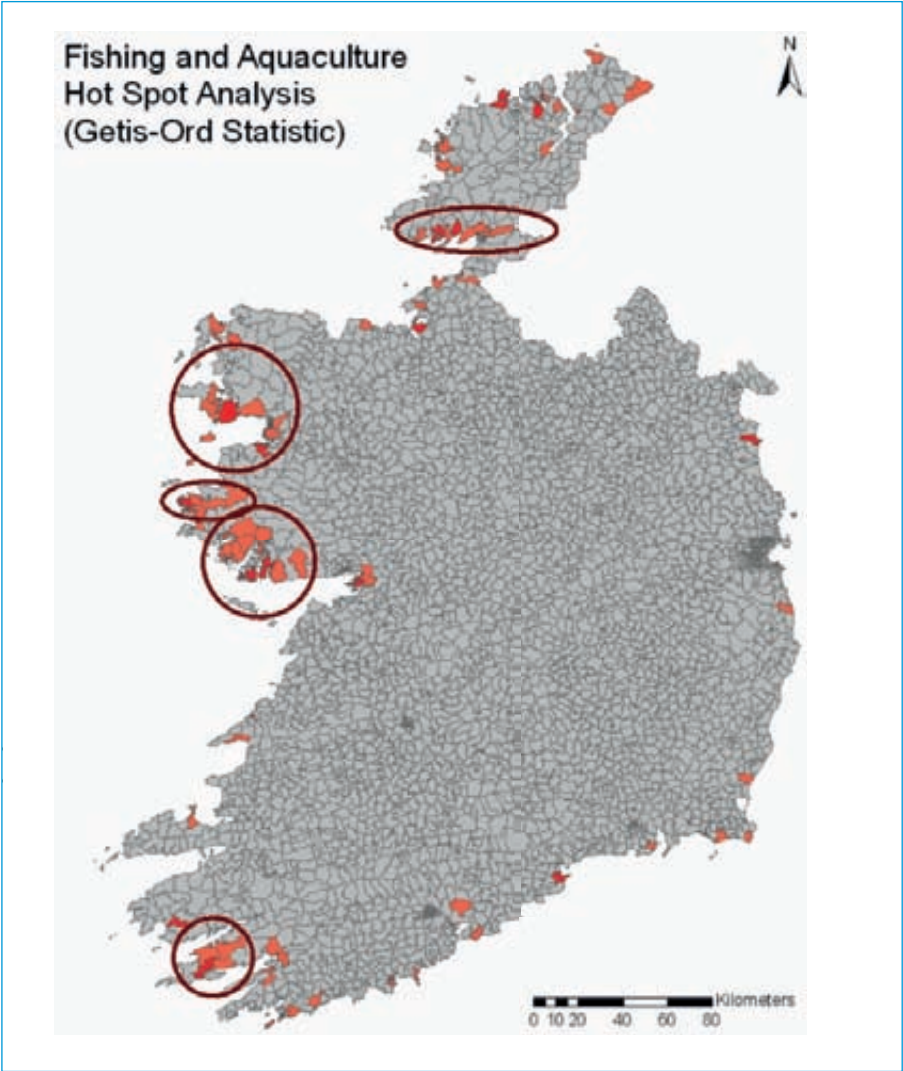 Fishing and Aquaculture
Hot Spot Analysis
(Getis-Ord Statistic)
N
Kilometers
0 10 20 40 60 80